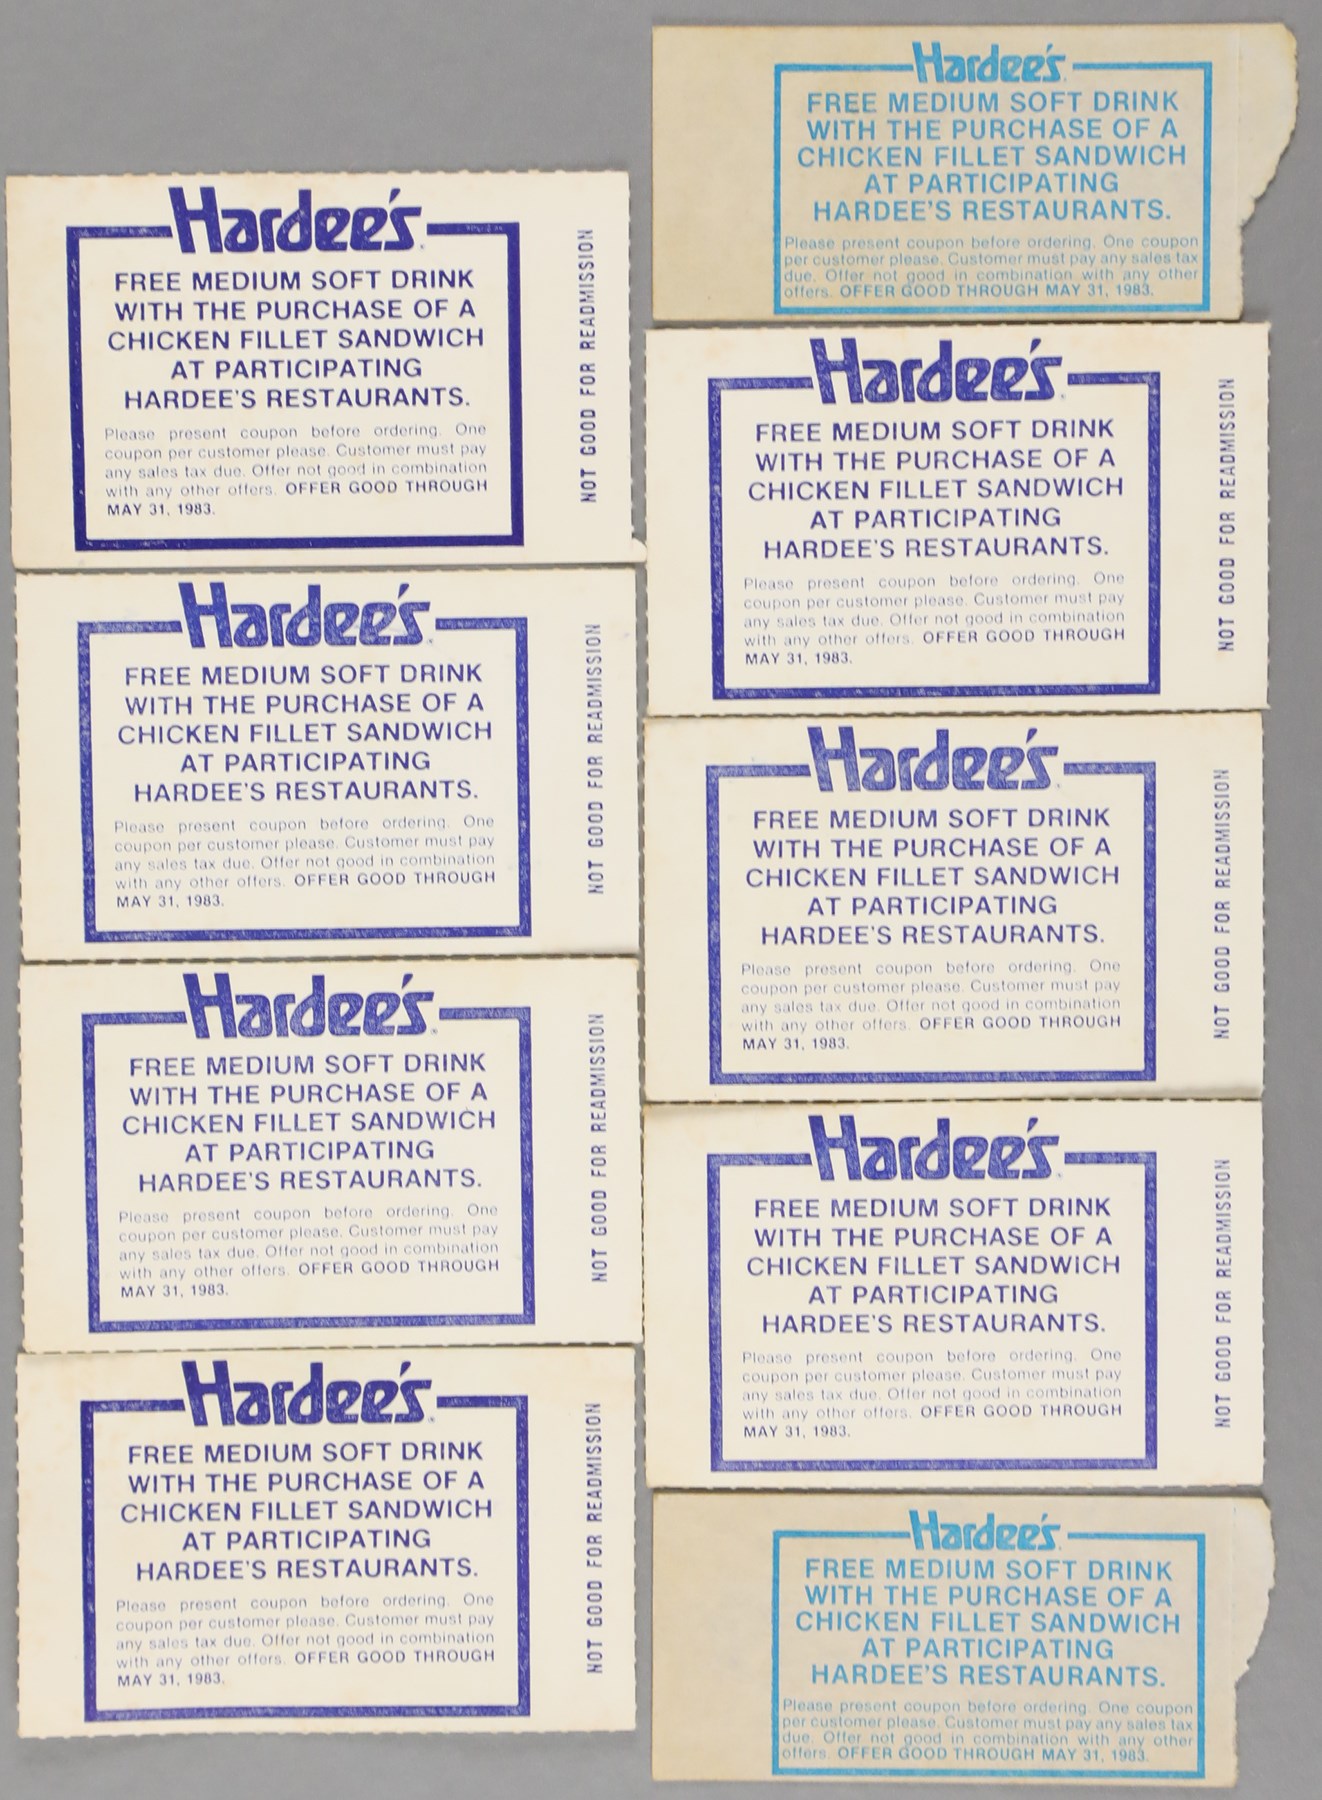 Hardee's
FREE MEDIUM SOFT DRINK
WITH THE PURCHASE OF A
CHICKEN FILLET SANDWICH
AT PARTICIPATING
HARDEE'S RESTAURANTS.
Please present coupon before ordering. One
coupon per customer please. Customer must pay
any sales tax due. Offer not good in combination
with any other offers. OFFER GOOD THROUGH
MAY 31, 1983.
NOT GOOD FOR READMISSION
Hardee's
FREE MEDIUM SOFT DRINK
WITH THE PURCHASE OF A
CHICKEN FILLET SANDWICH
AT PARTICIPATING
HARDEE'S RESTAURANTS.
Please present coupon before ordering. One
coupon per customer please. Customer must pay
any sales tax due. Offer not good in combination
with any other offers. OFFER GOOD THROUGH
MAY 31, 1983.
NOT GOOD FOR READMISSION
Hardee's
FREE MEDIUM SOFT DRINK
WITH THE PURCHASE OF A
CHICKEN FILLET SANDWICH
AT PARTICIPATING
HARDEE'S RESTAURANTS.
Please present coupon before ordering. One
coupon per customer please. Customer must pay
any sales tax due. Offer not good in combination
with any other offers. OFFER GOOD THROUGH
MAY 31, 1983.
NOT GOOD FOR READMISSION
Hardee's
FREE MEDIUM SOFT DRINK
WITH THE PURCHASE OF A
CHICKEN FILLET SANDWICH
AT PARTICIPATING
HARDEE'S RESTAURANTS.
Please present coupon before ordering. One
coupon per customer please. Customer must pay
any sales tax due. Offer not good in combination
with any other offers. OFFER GOOD THROUGH
MAY 31, 1983.
NOT GOOD FOR READMISSION
Hardee's
FREE MEDIUM SOFT DRINK
WITH THE PURCHASE OF A
CHICKEN FILLET SANDWICH
AT PARTICIPATING
HARDEE'S RESTAURANTS.
Please present coupon before ordering. One coupon
per customer please. Customer must pay any sales tax
due. Offer not good in combination with any other
offers. OFFER GOOD THROUGH MAY 31, 1983.
Hardee's
FREE MEDIUM SOFT DRINK
WITH THE PURCHASE OF A
CHICKEN FILLET SANDWICH
AT PARTICIPATING
HARDEE'S RESTAURANTS.
Please present coupon before ordering. One
coupon per customer please. Customer must pay
any sales tax due. Offer not good in combination
with any other offers. OFFER GOOD THROUGH
MAY 31, 1983.
NOT GOOD FOR READMISSION
Hardee's
FREE MEDIUM SOFT DRINK
WITH THE PURCHASE OF A
CHICKEN FILLET SANDWICH
AT PARTICIPATING
HARDEE'S RESTAURANTS.
Please present coupon before ordering. One
coupon per customer please. Customer must pay
any sales tax due. Offer not good in combination
with any other offers. OFFER GOOD THROUGH
MAY 31, 1983.
NOT GOOD FOR READMISSION
Hardee's
FREE MEDIUM SOFT DRINK
WITH THE PURCHASE OF A
CHICKEN FILLET SANDWICH
AT PARTICIPATING
HARDEE'S RESTAURANTS.
Please present coupon before ordering. One
coupon per customer please. Customer must pay
any sales tax due. Offer not good in combination
with any other offers. OFFER GOOD THROUGH
MAY 31, 1983.
NOT GOOD FOR READMISSION
Hardee's
FREE MEDIUM SOFT DRINK
WITH THE PURCHASE OF A
CHICKEN FILLET SANDWICH
AT PARTICIPATING
HARDEE'S RESTAURANTS.
Please present coupon before ordering. One coupon
per customer please. Customer must pay any sales tax
due. Offer not good in combination with any other
offers. OFFER GOOD THROUGH MAY 31, 1983.